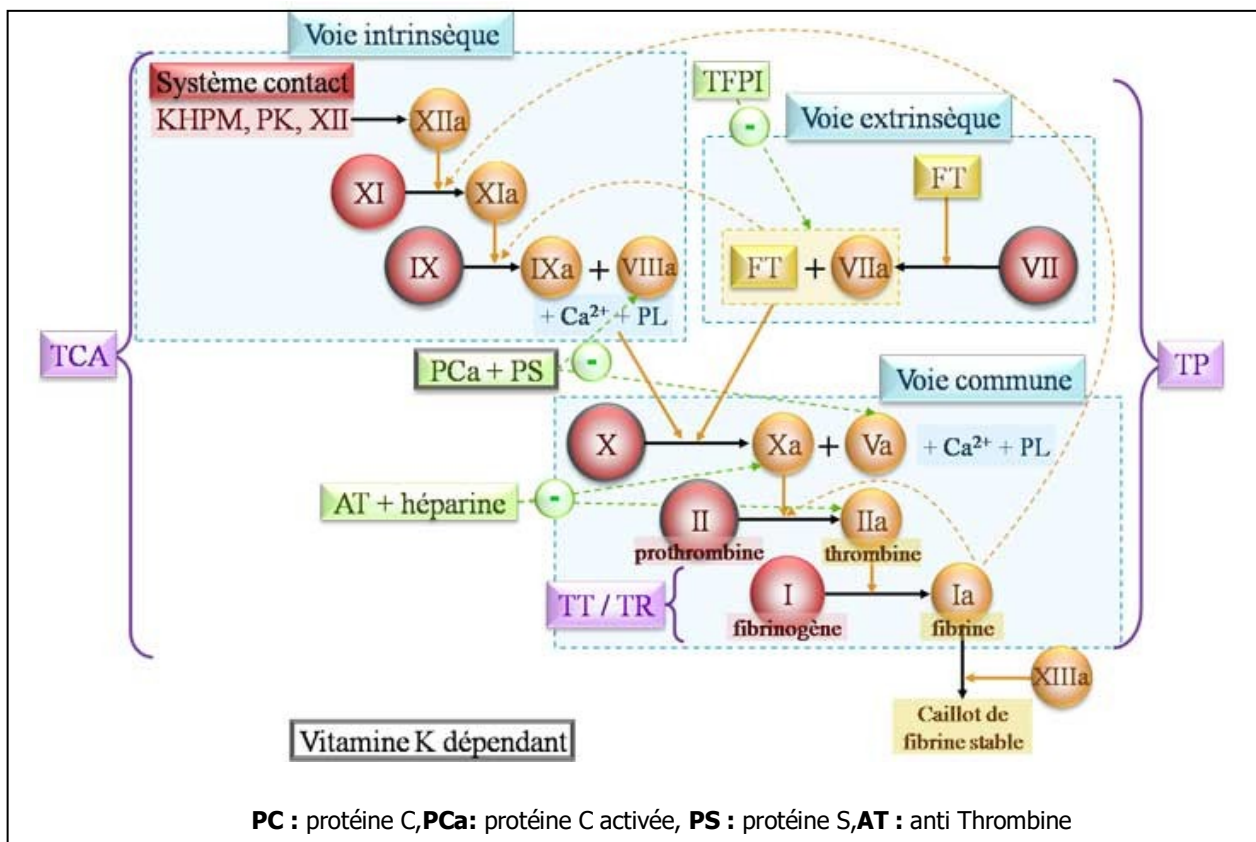 Voie intrinsèque
Système contact
KHPM, PK, XII
XIIa
TFPI
-
Voie extrinsèque
XI
XIa
FT
IX
IXa + VIIIa
+ Ca²⁺ + PL
FT + VIIa
VII
TCA
TP
PCa + PS
-
Voie commune
X
Xa + Va
+ Ca²⁺ + PL
AT + héparine
-
II
prothrombine
IIa
thrombine
TT / TR
I
fibrinogène
Ia
fibrine
XIIIa
Caillot de
fibrine stable
Vitamine K dépendant
PC : protéine C,PCa: protéine C activée, PS : protéine S,AT : anti Thrombine